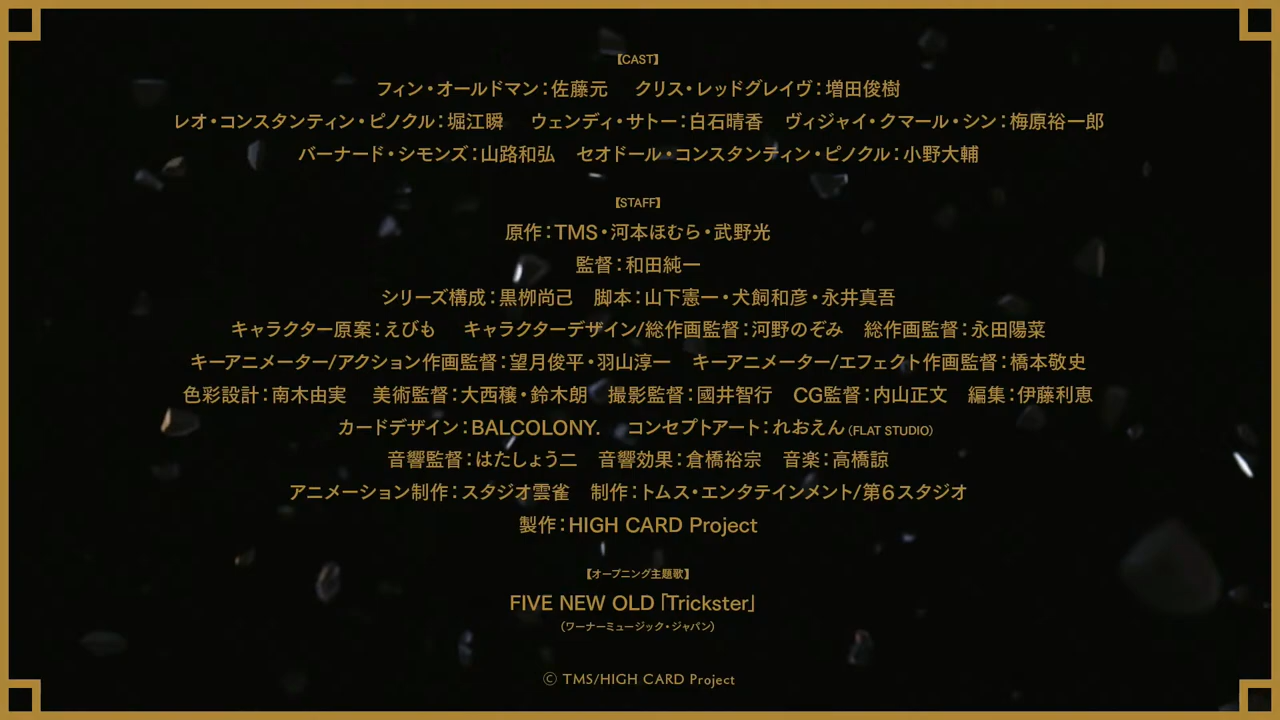 【CAST】
フィン・オールドマン：佐藤元　クリス・レッドグレイヴ：増田俊樹
レオ・コンスタンティン・ピノクル：堀江瞬　ウェンディ・サトー：白石晴香　ヴィジャイ・クマール・シン：梅原裕一郎
バーナード・シモンズ：山路和弘　セオドール・コンスタンティン・ピノクル：小野大輔
【STAFF】
原作：TMS・河本ほむら・武野光
監督：和田純一
シリーズ構成：黒柳尚己　脚本：山下憲一・犬飼和彦・永井真吾
キャラクター原案：えびも　キャラクターデザイン/総作画監督：河野のぞみ　総作画監督：永田陽菜
キーアニメーター/アクション作画監督：望月俊平・羽山淳一　キーアニメーター/エフェクト作画監督：橋本敬史
色彩設計：南木由実　美術監督：大西穣・鈴木朗　撮影監督：國井智行　CG監督：内山正文　編集：伊藤利恵
カードデザイン：BALCOLONY.　コンセプトアート：れおえん（FLAT STUDIO）
音響監督：はたしょう二　音響効果：倉橋裕宗　音楽：高橋諒
アニメーション制作：スタジオ雲雀　制作：トムス・エンタテインメント/第6スタジオ
製作：HIGH CARD Project
【オープニング主題歌】
FIVE NEW OLD「Trickster」
（ワーナーミュージック・ジャパン）
© TMS/HIGH CARD Project